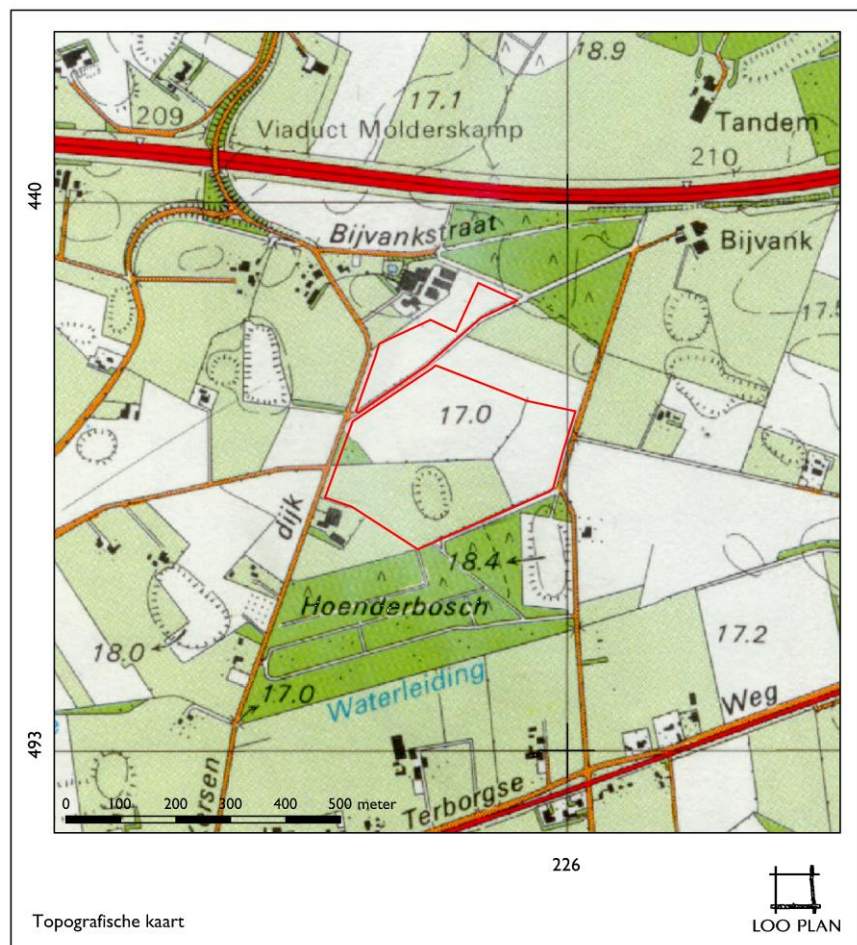 18.9
17.1
209
Viaduct Molderskamp
Tandem
210
440
Bijvankstraat
Bijvank
17.5
17.0
dijk
18.4
Hoenderbosch
18.0
17.2
17.0
Waterleiding
Weg
493
ersen
Terborgse
0 100 200 300 400 500 meter
226
Topografische kaart
LOO PLAN